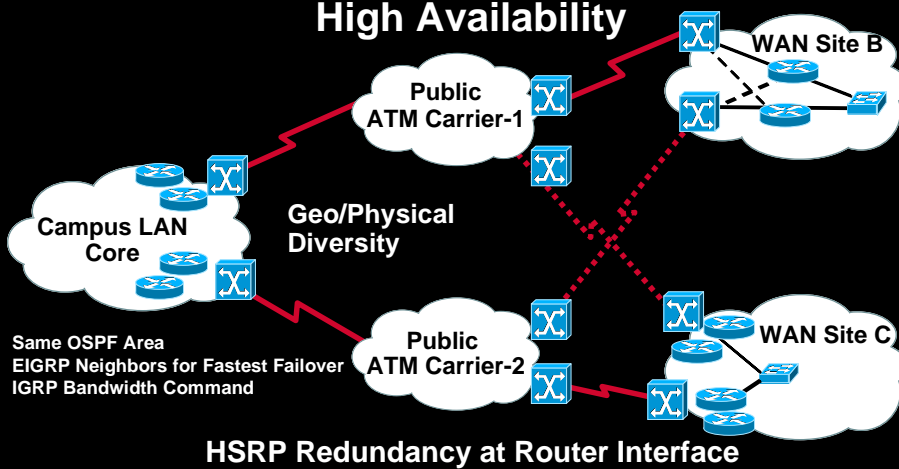 High Availability
WAN Site B
Public
ATM Carrier-1
Geo/Physical
Diversity
Campus LAN
Core
Public
ATM Carrier-2
WAN Site C
Same OSPF Area
EIGRP Neighbors for Fastest Failover
IGRP Bandwidth Command
HSRP Redundancy at Router Interface